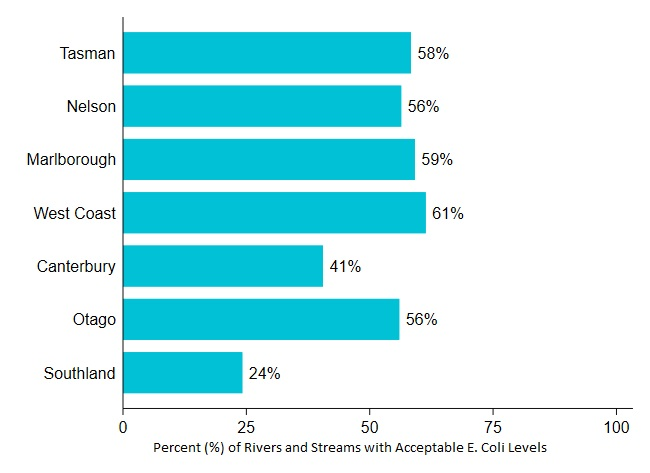 Tasman 58%
Nelson 56%
Marlborough 59%
West Coast 61%
Canterbury 41%
Otago 56%
Southland 24%
0 25 50 75 100
Percent (%) of Rivers and Streams with Acceptable E. Coli Levels